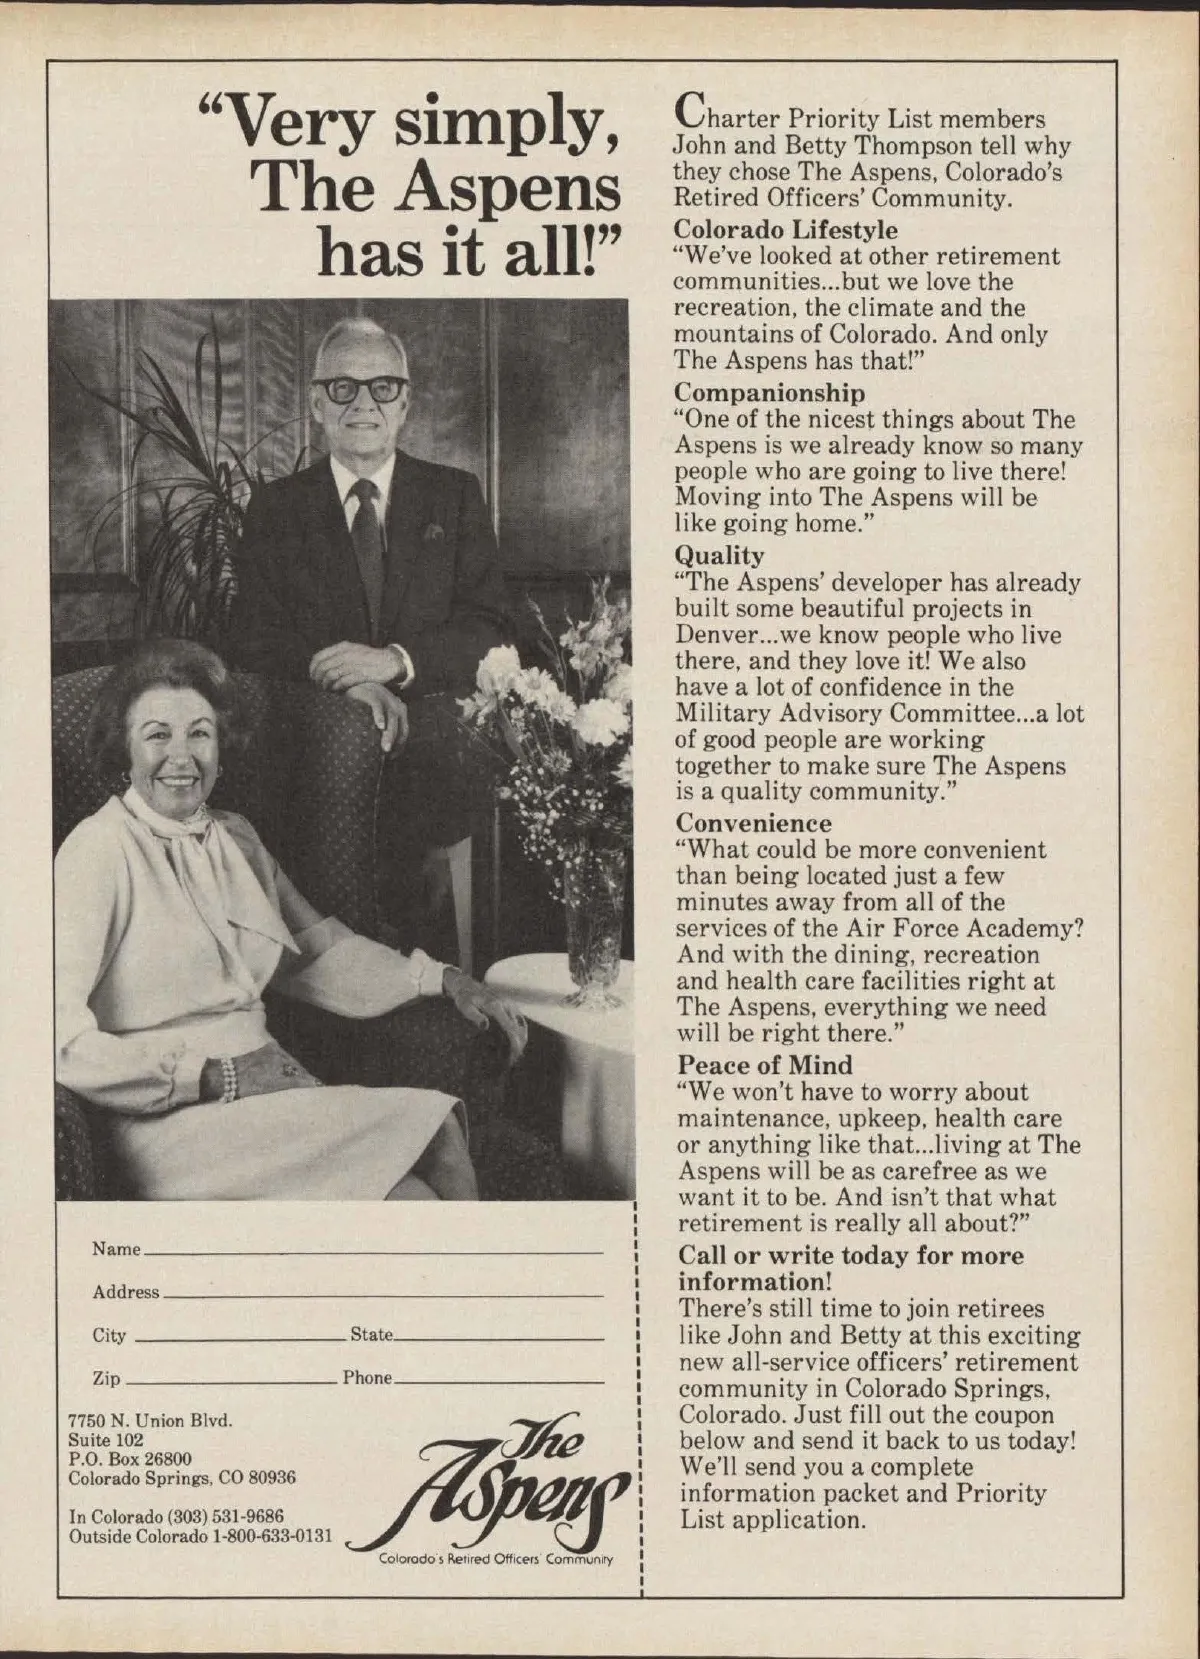 “Very simply,
The Aspens
has it all!”
Charter Priority List members
John and Betty Thompson tell why
they chose The Aspens, Colorado’s
Retired Officers’ Community.
Colorado Lifestyle
“We’ve looked at other retirement
communities...but we love the
recreation, the climate and the
mountains of Colorado. And only
The Aspens has that!”
Companionship
“One of the nicest things about The
Aspens is we already know so many
people who are going to live there!
Moving into The Aspens will be
like going home.”
Quality
“The Aspens’ developer has already
built some beautiful projects in
Denver...we know people who live
there, and they love it! We also
have a lot of confidence in the
Military Advisory Committee...a lot
of good people are working
together to make sure The Aspens
is a quality community.”
Convenience
“What could be more convenient
than being located just a few
minutes away from all of the
services of the Air Force Academy?
And with the dining, recreation
and health care facilities right at
The Aspens, everything we need
will be right there.”
Peace of Mind
“We won’t have to worry about
maintenance, upkeep, health care
or anything like that...living at The
Aspens will be as carefree as we
want it to be. And isn’t that what
retirement is really all about?”
Call or write today for more
information!
There’s still time to join retirees
like John and Betty at this exciting
new all-service officers’ retirement
community in Colorado Springs,
Colorado. Just fill out the coupon
below and send it back to us today!
We’ll send you a complete
information packet and Priority
List application.
Name
Address
City State
Zip Phone
7750 N. Union Blvd.
Suite 102
P.O. Box 26800
Colorado Springs, CO 80936
In Colorado (303) 531-9686
Outside Colorado 1-800-633-0131
The
Aspens
Colorado's Retired Officers' Community